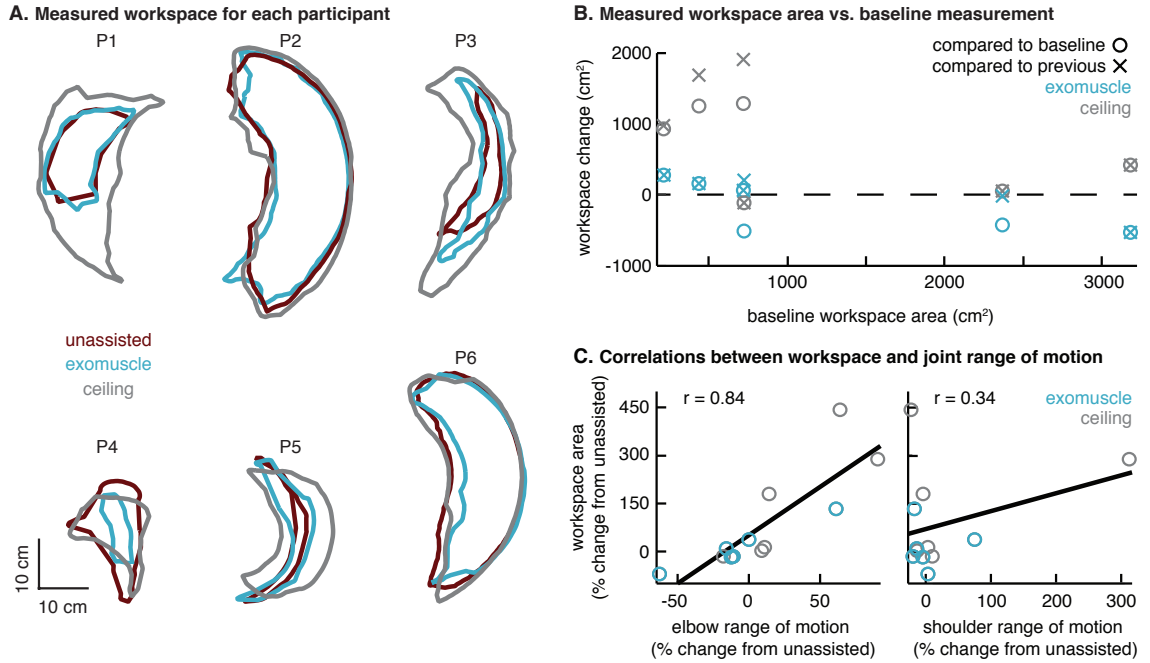 A. Measured workspace for each participant
P1
P2
P3
unassisted
exomuscle
ceiling
P4
P5
P6
10 cm
10 cm
B. Measured workspace area vs. baseline measurement
compared to baseline
compared to previous
exomuscle
ceiling
workspace change (cm²)
2000
1000
0
-1000
1000
2000
3000
baseline workspace area (cm²)
C. Correlations between workspace and joint range of motion
workspace area
(% change from unassisted)
450
300
150
0
r = 0.84
-50
0
50
elbow range of motion
(% change from unassisted)
r = 0.34
exomuscle
ceiling
0
100
200
300
shoulder range of motion
(% change from unassisted)